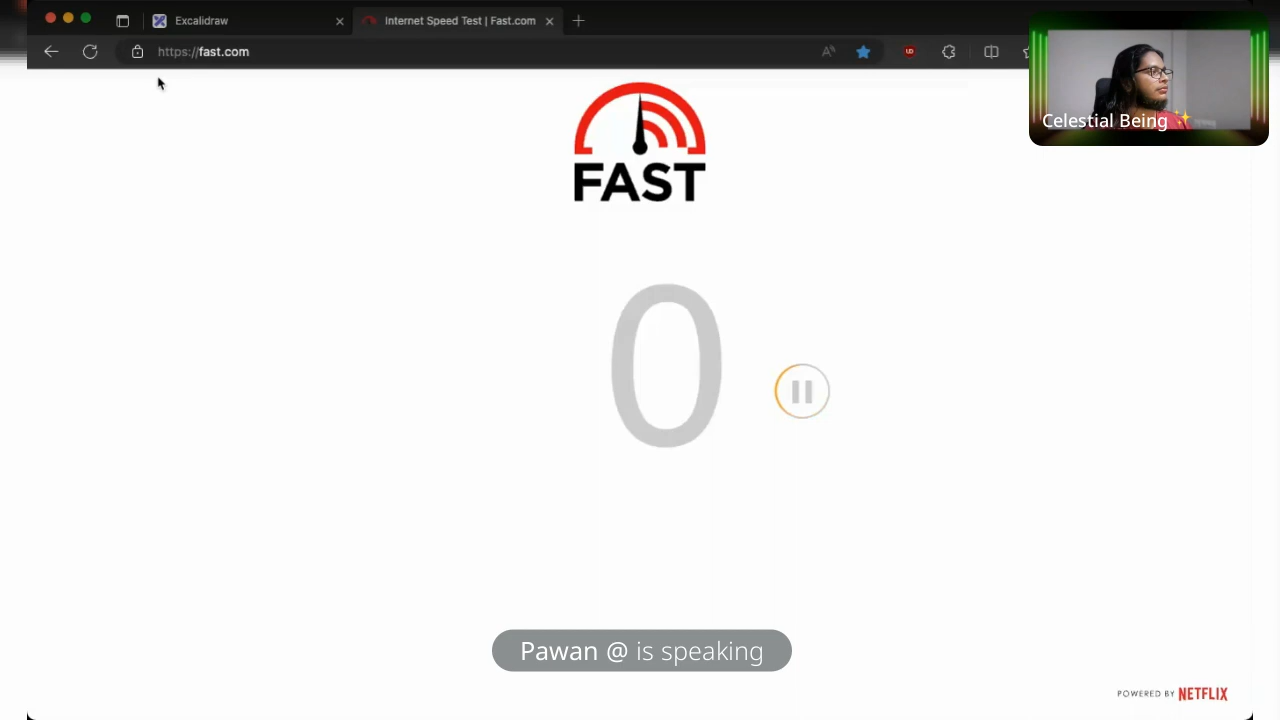 Excalidraw
Internet Speed Test | Fast.com
https://fast.com
Celestial Being ✨
FAST
0
Pawan @ is speaking
POWERED BY NETFLIX